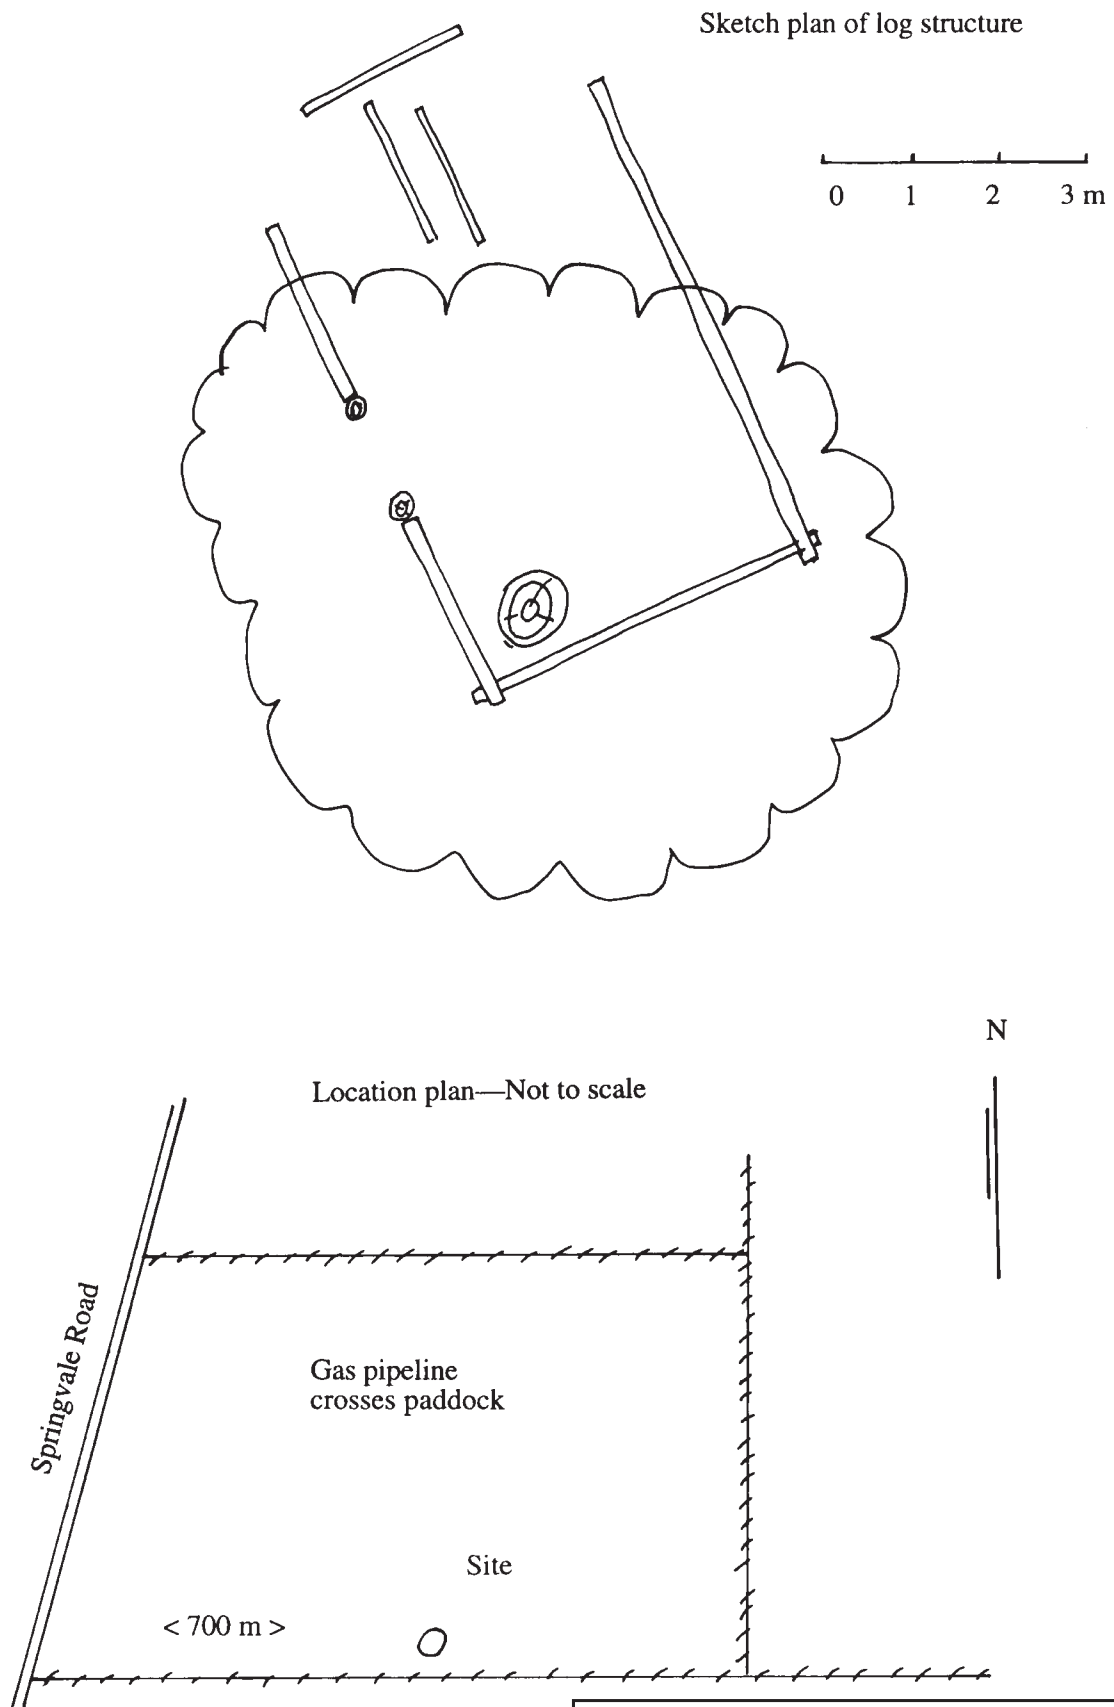 Sketch plan of log structure
0 1 2 3 m
N
Location plan—Not to scale
Springvale Road
Gas pipeline
crosses paddock
Site
< 700 m >